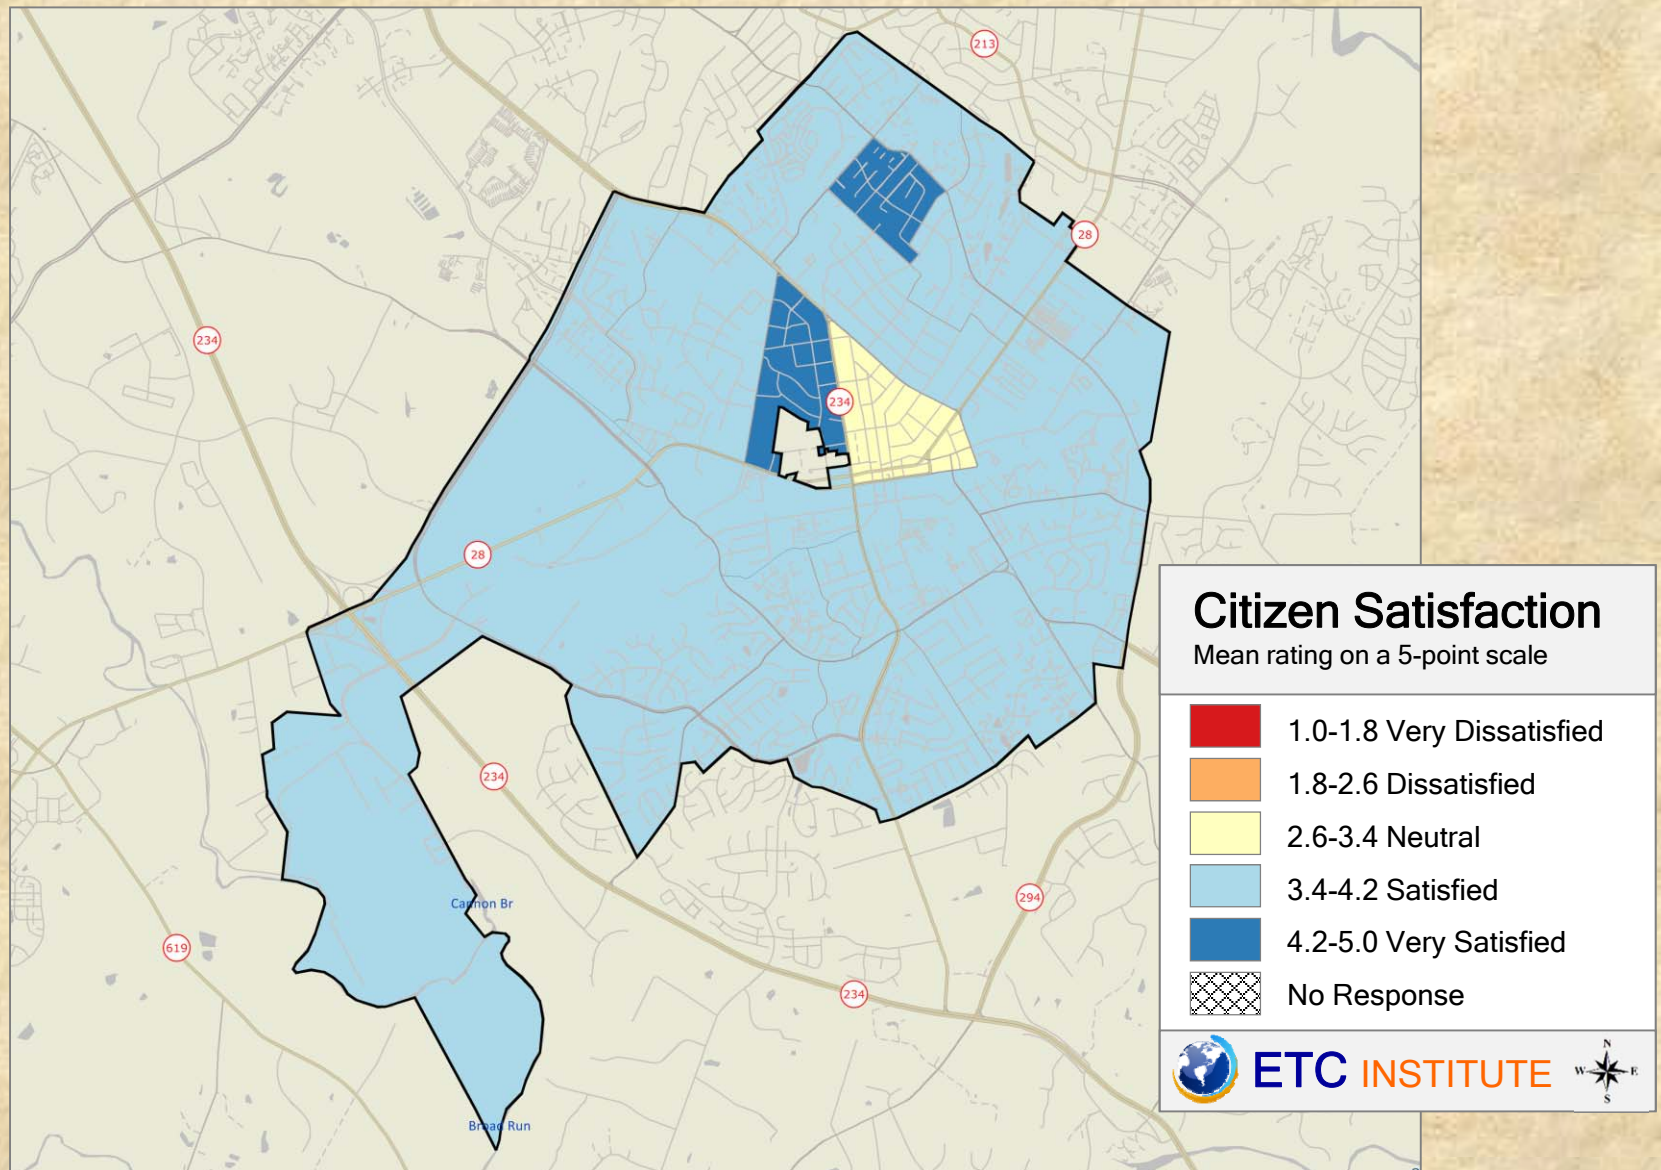 213
28
234
234
28
234
Cannon Br
294
619
234
Broad Run
Citizen Satisfaction
Mean rating on a 5-point scale
1.0-1.8 Very Dissatisfied
1.8-2.6 Dissatisfied
2.6-3.4 Neutral
3.4-4.2 Satisfied
4.2-5.0 Very Satisfied
No Response
ETC INSTITUTE
N
W E
S